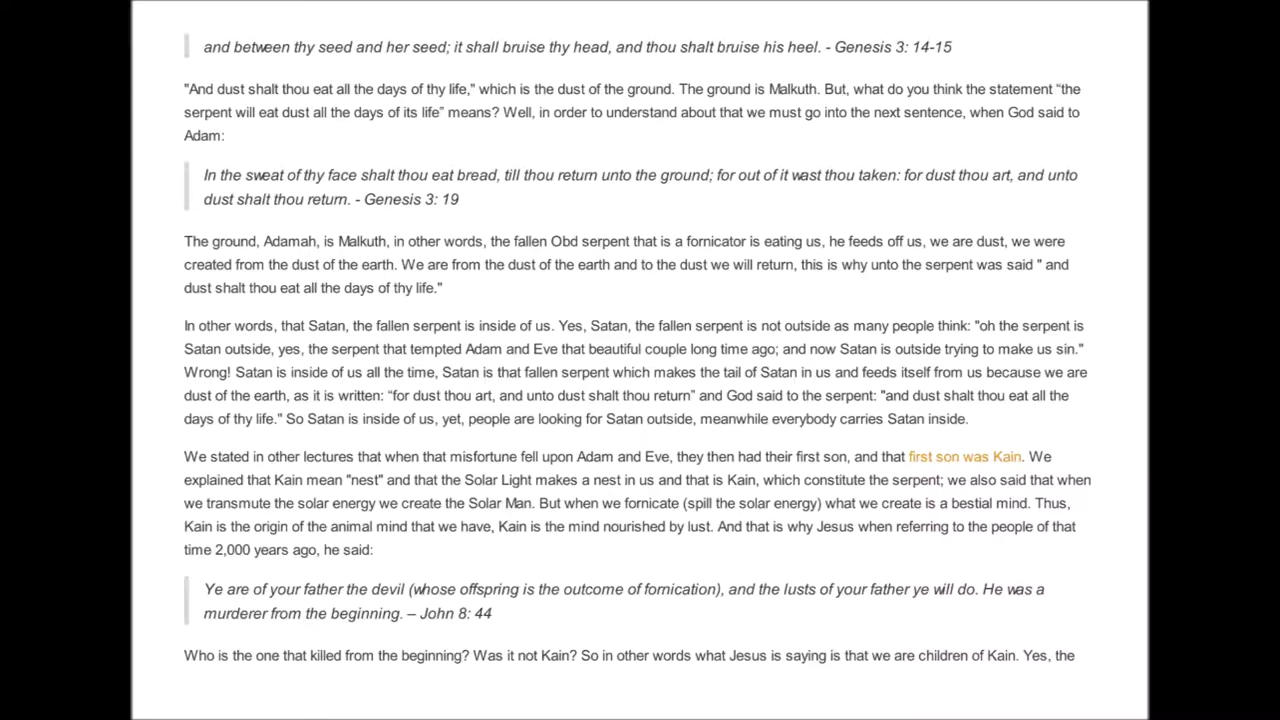 and between thy seed and her seed; it shall bruise thy head, and thou shalt bruise his heel. - Genesis 3: 14-15
"And dust shalt thou eat all the days of thy life," which is the dust of the ground. The ground is Malkuth. But, what do you think the statement “the
serpent will eat dust all the days of its life” means? Well, in order to understand about that we must go into the next sentence, when God said to
Adam:
In the sweat of thy face shalt thou eat bread, till thou return unto the ground; for out of it wast thou taken: for dust thou art, and unto
dust shalt thou return. - Genesis 3: 19
The ground, Adamah, is Malkuth, in other words, the fallen Obd serpent that is a fornicator is eating us, he feeds off us, we are dust, we were
created from the dust of the earth. We are from the dust of the earth and to the dust we will return, this is why unto the serpent was said " and
dust shalt thou eat all the days of thy life."
In other words, that Satan, the fallen serpent is inside of us. Yes, Satan, the fallen serpent is not outside as many people think: "oh the serpent is
Satan outside, yes, the serpent that tempted Adam and Eve that beautiful couple long time ago; and now Satan is outside trying to make us sin."
Wrong! Satan is inside of us all the time, Satan is that fallen serpent which makes the tail of Satan in us and feeds itself from us because we are
dust of the earth, as it is written: “for dust thou art, and unto dust shalt thou return” and God said to the serpent: "and dust shalt thou eat all the
days of thy life." So Satan is inside of us, yet, people are looking for Satan outside, meanwhile everybody carries Satan inside.
We stated in other lectures that when that misfortune fell upon Adam and Eve, they then had their first son, and that first son was Kain. We
explained that Kain mean "nest" and that the Solar Light makes a nest in us and that is Kain, which constitute the serpent; we also said that when
we transmute the solar energy we create the Solar Man. But when we fornicate (spill the solar energy) what we create is a bestial mind. Thus,
Kain is the origin of the animal mind that we have, Kain is the mind nourished by lust. And that is why Jesus when referring to the people of that
time 2,000 years ago, he said:
Ye are of your father the devil (whose offspring is the outcome of fornication), and the lusts of your father ye will do. He was a
murderer from the beginning. – John 8: 44
Who is the one that killed from the beginning? Was it not Kain? So in other words what Jesus is saying is that we are children of Kain. Yes, the